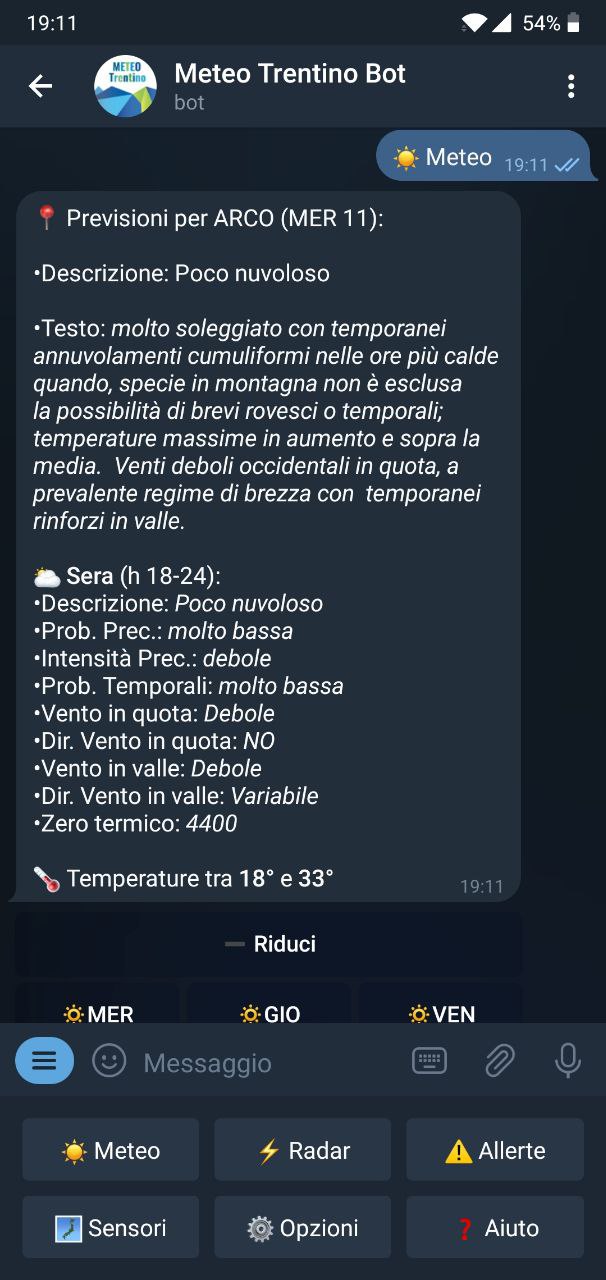 19:11
54%
METEO
Trentino
Meteo Trentino Bot
bot
Meteo 19:11
Previsioni per ARCO (MER 11):
•Descrizione: Poco nuvoloso
•Testo: molto soleggiato con temporanei
annuvolamenti cumuliformi nelle ore più calde
quando, specie in montagna non è esclusa
la possibilità di brevi rovesci o temporali;
temperature massime in aumento e sopra la
media.  Venti deboli occidentali in quota, a
prevalente regime di brezza con  temporanei
rinforzi in valle.
Sera (h 18-24):
•Descrizione: Poco nuvoloso
•Prob. Prec.: molto bassa
•Intensità Prec.: debole
•Prob. Temporali: molto bassa
•Vento in quota: Debole
•Dir. Vento in quota: NO
•Vento in valle: Debole
•Dir. Vento in valle: Variabile
•Zero termico: 4400
Temperature tra 18° e 33°
19:11
Riduci
MER
GIO
VEN
Messaggio
Meteo
Radar
Allerte
Sensori
Opzioni
Aiuto